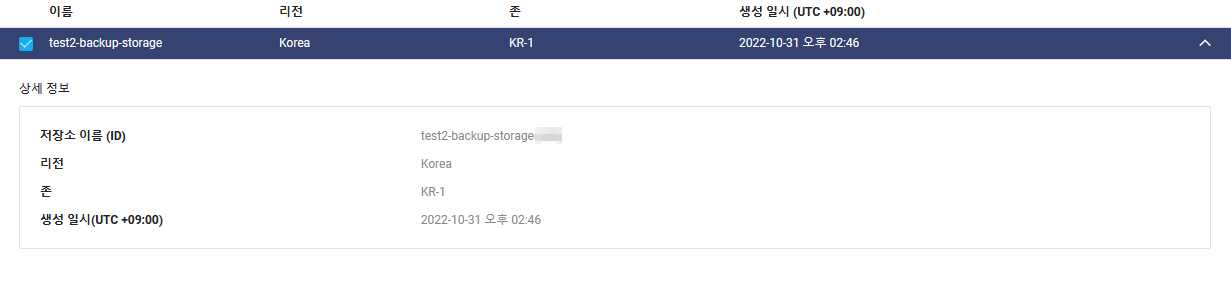 이름 리전 존 생성 일시 (UTC +09:00)
test2-backup-storage Korea KR-1 2022-10-31 오후 02:46
상세 정보
저장소 이름 (ID) test2-backup-storage
리전 Korea
존 KR-1
생성 일시(UTC +09:00) 2022-10-31 오후 02:46